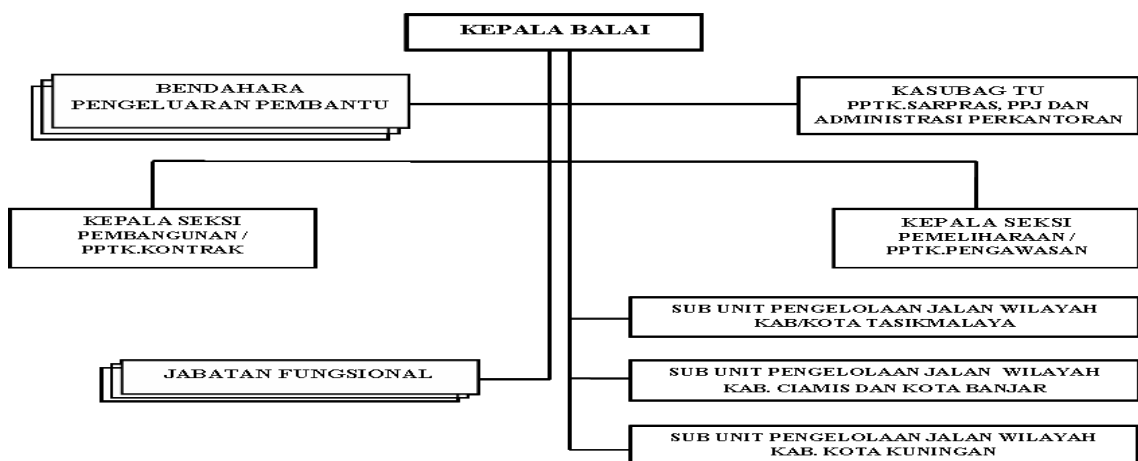 KEPALA BALAI
BENDAHARA
PENGELUARAN PEMBANTU
KASUBAG TU
PPTK.SARPRAS, PPJ DAN
ADMINISTRASI PERKANTORAN
KEPALA SEKSI
PEMBANGUNAN /
PPTK.KONTRAK
KEPALA SEKSI
PEMELIHARAAN /
PPTK.PENGAWASAN
SUB UNIT PENGELOLAAN JALAN WILAYAH
KAB/KOTA TASIKMALAYA
JABATAN FUNGSIONAL
SUB UNIT PENGELOLAAN JALAN WILAYAH
KAB. CIAMIS DAN KOTA BANJAR
SUB UNIT PENGELOLAAN JALAN WILAYAH
KAB. KOTA KUNINGAN